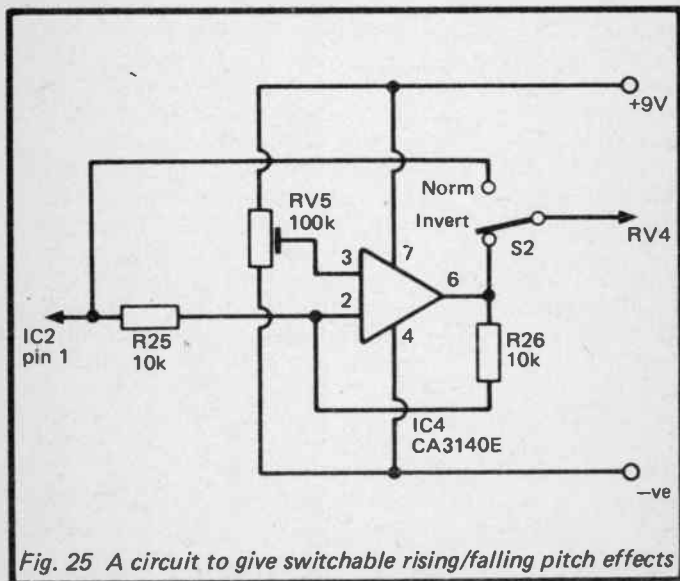 +9V
Norm
RV5
100k
Invert
RV4
S2
3
7
6
2
4
IC2
pin 1
R25
10k
R26
10k
IC4
CA3140E
–ve
Fig. 25 A circuit to give switchable rising/falling pitch effects